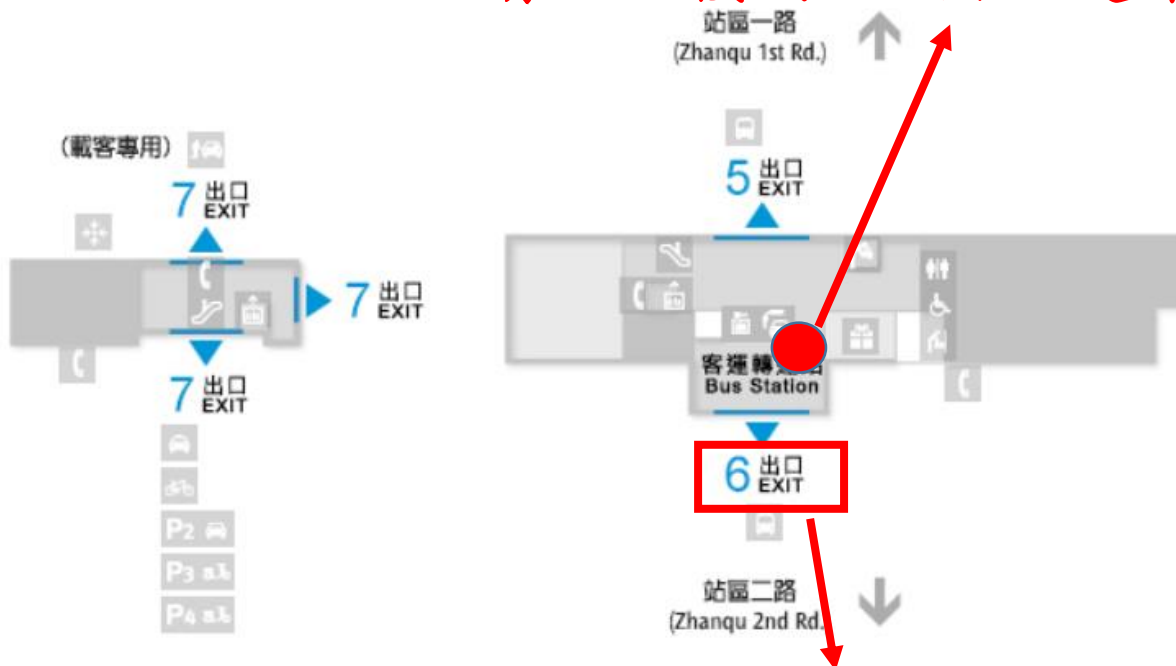 站區一路
(Zhanqu 1st Rd.)
(載客專用)
7 出口 EXIT
5 出口 EXIT
7 出口 EXIT
7 出口 EXIT
客運轉
Bus Station
6 出口 EXIT
P2
P3
P4
站區二路
(Zhanqu 2nd Rd.